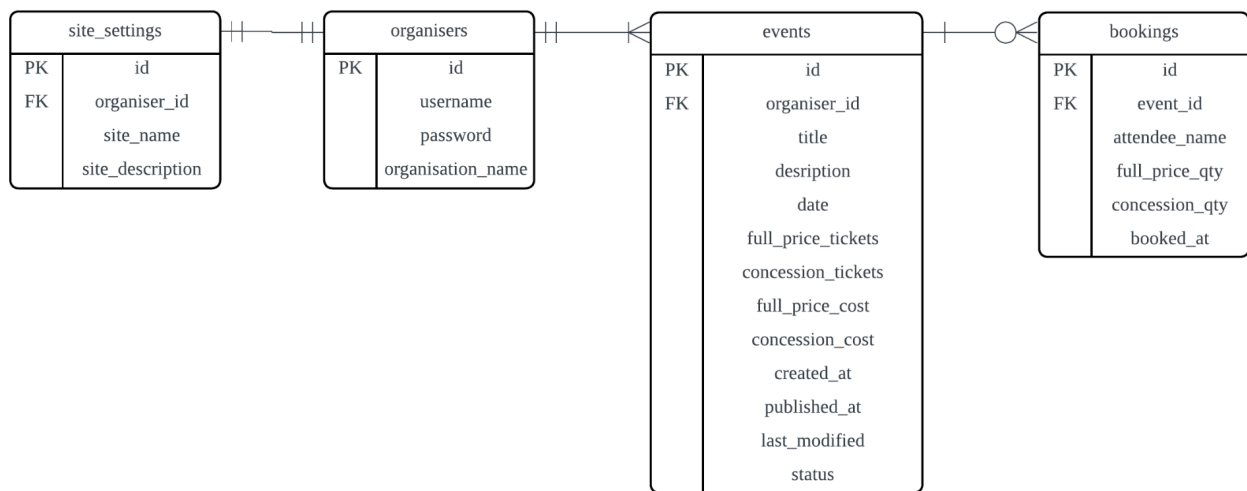 site_settings
PK id
FK organiser_id
site_name
site_description
organisers
PK id
username
password
organisation_name
events
PK id
FK organiser_id
title
desription
date
full_price_tickets
concession_tickets
full_price_cost
concession_cost
created_at
published_at
last_modified
status
bookings
PK id
FK event_id
attendee_name
full_price_qty
concession_qty
booked_at